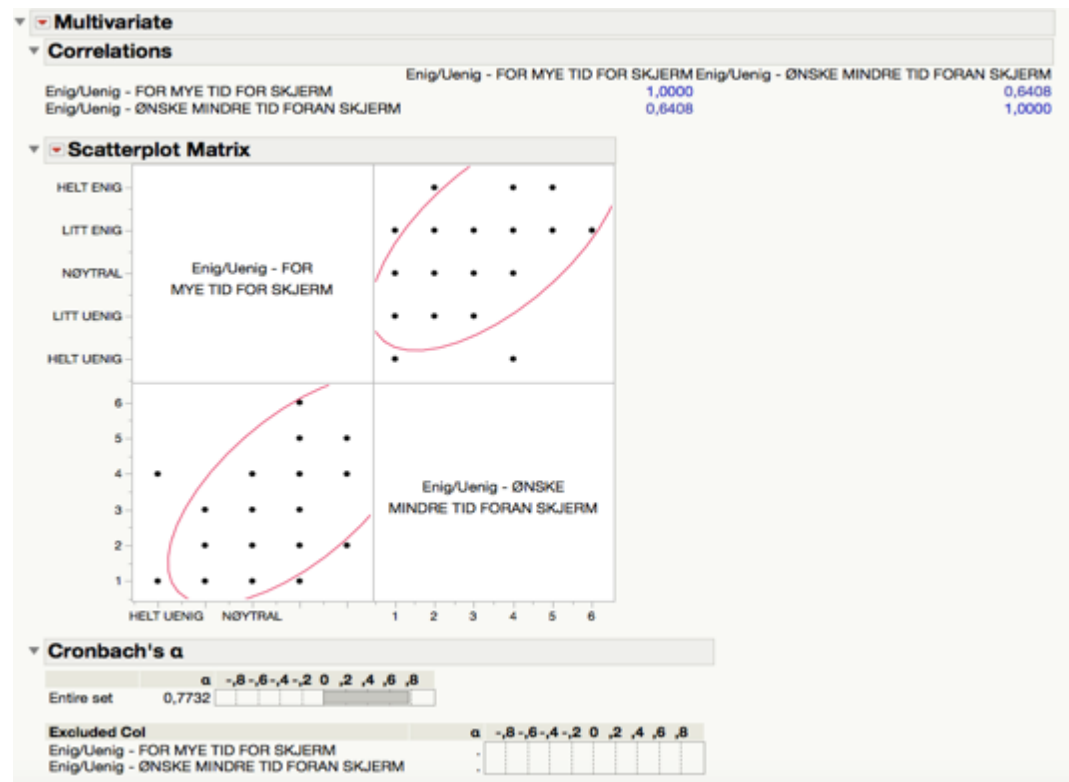 Multivariate
Correlations
Enig/Uenig - FOR MYE TID FOR SKJERM Enig/Uenig - ØNSKE MINDRE TID FORAN SKJERM
Enig/Uenig - FOR MYE TID FOR SKJERM 1,0000 0,6408
Enig/Uenig - ØNSKE MINDRE TID FORAN SKJERM 0,6408 1,0000
Scatterplot Matrix
HELT ENIG
LITT ENIG
NØYTRAL
LITT UENIG
HELT UENIG
Enig/Uenig - FOR
MYE TID FOR SKJERM
6
5
4
3
2
1
Enig/Uenig - ØNSKE
MINDRE TID FORAN SKJERM
HELT UENIG NØYTRAL 1 2 3 4 5 6
Cronbach's α
α -,8 -,6 -,4 -,2 0 ,2 ,4 ,6 ,8
Entire set 0,7732
Excluded Col α -,8 -,6 -,4 -,2 0 ,2 ,4 ,6 ,8
Enig/Uenig - FOR MYE TID FOR SKJERM .
Enig/Uenig - ØNSKE MINDRE TID FORAN SKJERM .